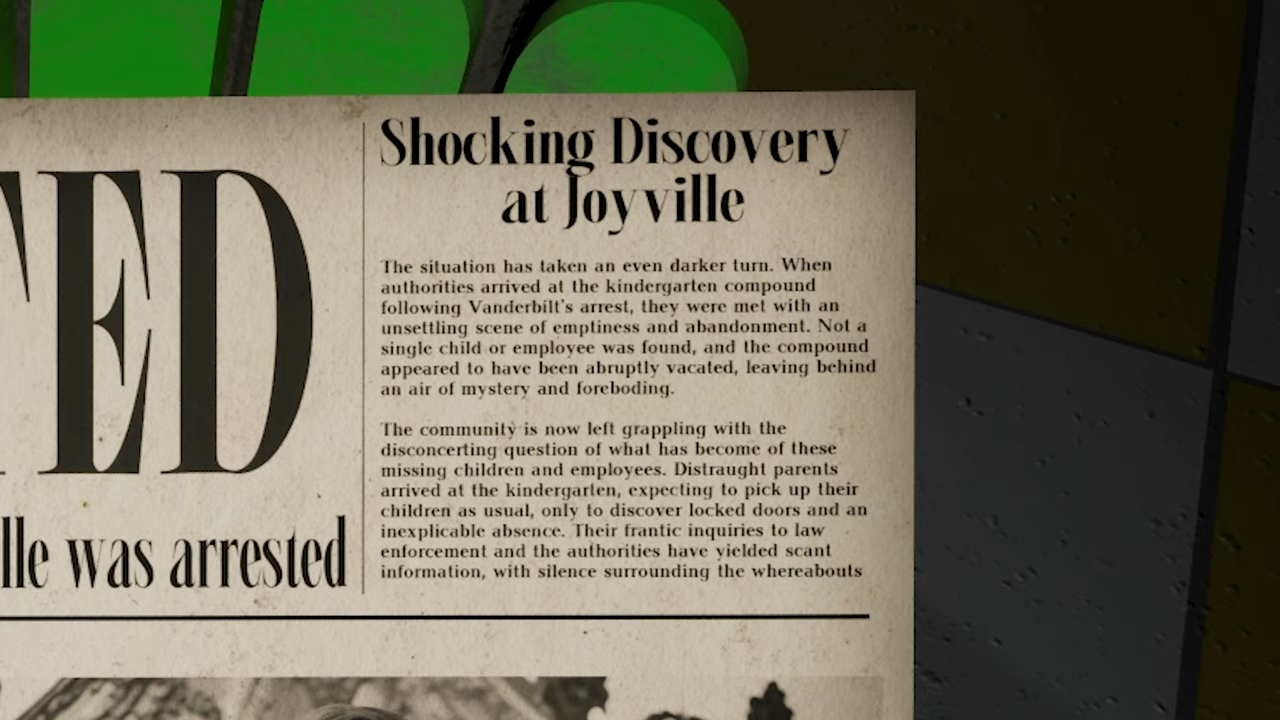 TED
lle was arrested
Shocking Discovery
at Joyville
The situation has taken an even darker turn. When
authorities arrived at the kindergarten compound
following Vanderbilt's arrest, they were met with an
unsettling scene of emptiness and abandonment. Not a
single child or employee was found, and the compound
appeared to have been abruptly vacated, leaving behind
an air of mystery and foreboding.
The community is now left grappling with the
disconcerting question of what has become of these
missing children and employees. Distraught parents
arrived at the kindergarten, expecting to pick up their
children as usual, only to discover locked doors and an
inexplicable absence. Their frantic inquiries to law
enforcement and the authorities have yielded scant
information, with silence surrounding the whereabouts